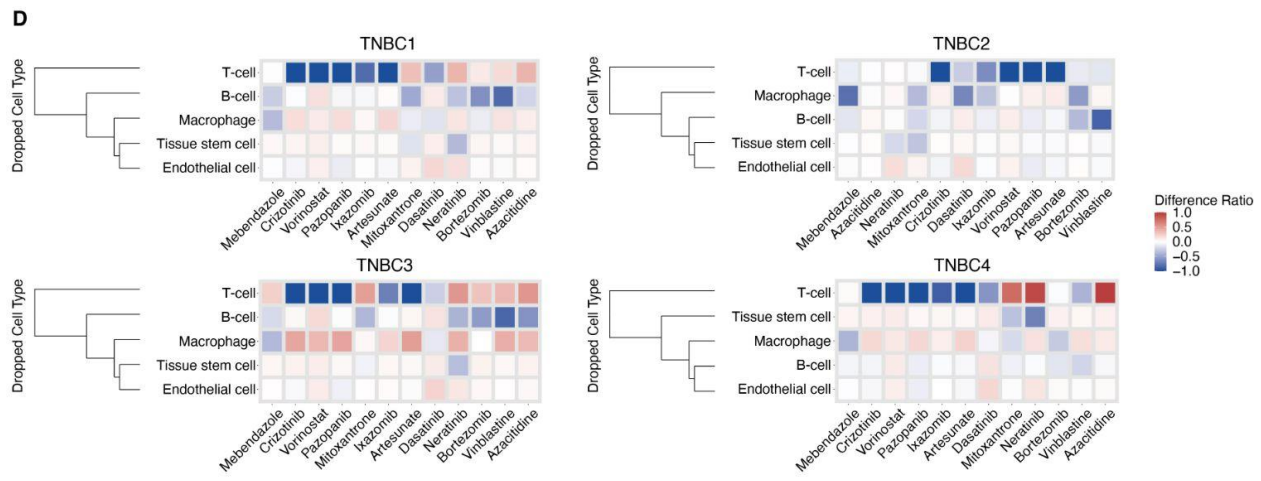 D
TNBC1
Dropped Cell Type
T-cell
B-cell
Macrophage
Tissue stem cell
Endothelial cell
Mebendazole
Crizotinib
Vorinostat
Pazopanib
Ixazomib
Artesunate
Mitoxantrone
Dasatinib
Neratinib
Bortezomib
Vinblastine
Azacitidine
TNBC2
Dropped Cell Type
T-cell
Macrophage
B-cell
Tissue stem cell
Endothelial cell
Mebendazole
Azacitidine
Neratinib
Mitoxantrone
Crizotinib
Dasatinib
Ixazomib
Vorinostat
Pazopanib
Artesunate
Bortezomib
Vinblastine
Difference Ratio
1.0
0.5
0.0
−0.5
−1.0
TNBC3
Dropped Cell Type
T-cell
B-cell
Macrophage
Tissue stem cell
Endothelial cell
Mebendazole
Crizotinib
Vorinostat
Pazopanib
Mitoxantrone
Ixazomib
Artesunate
Dasatinib
Neratinib
Bortezomib
Vinblastine
Azacitidine
TNBC4
Dropped Cell Type
T-cell
Tissue stem cell
Macrophage
B-cell
Endothelial cell
Mebendazole
Crizotinib
Vorinostat
Pazopanib
Ixazomib
Artesunate
Dasatinib
Mitoxantrone
Neratinib
Bortezomib
Vinblastine
Azacitidine